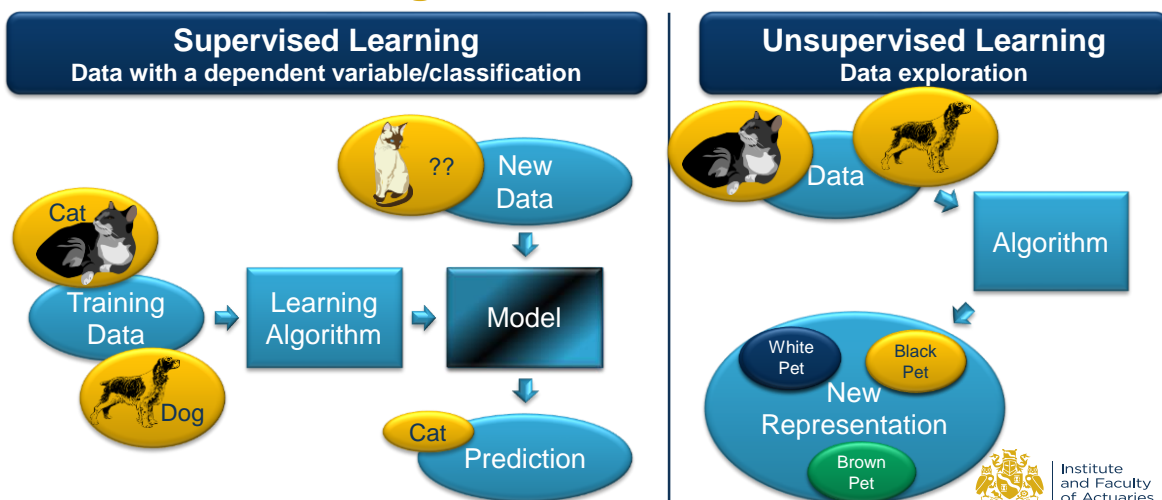 Supervised Learning
Data with a dependent variable/classification
Unsupervised Learning
Data exploration
??
New
Data
Cat
Training
Data
Dog
Learning
Algorithm
Model
Cat
Prediction
Data
Algorithm
White
Pet
Black
Pet
New
Representation
Brown
Pet
Institute
and Faculty
of Actuaries